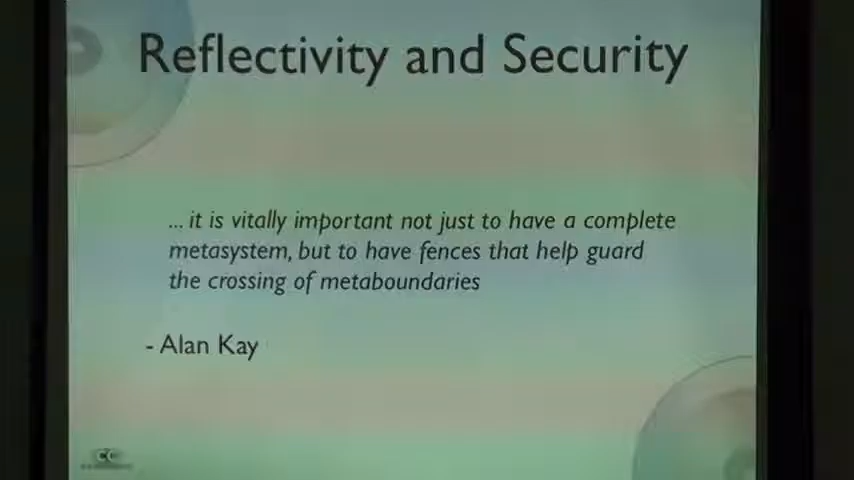 Reflectivity and Security
... it is vitally important not just to have a complete
metasystem, but to have fences that help guard
the crossing of metaboundaries
- Alan Kay
CC